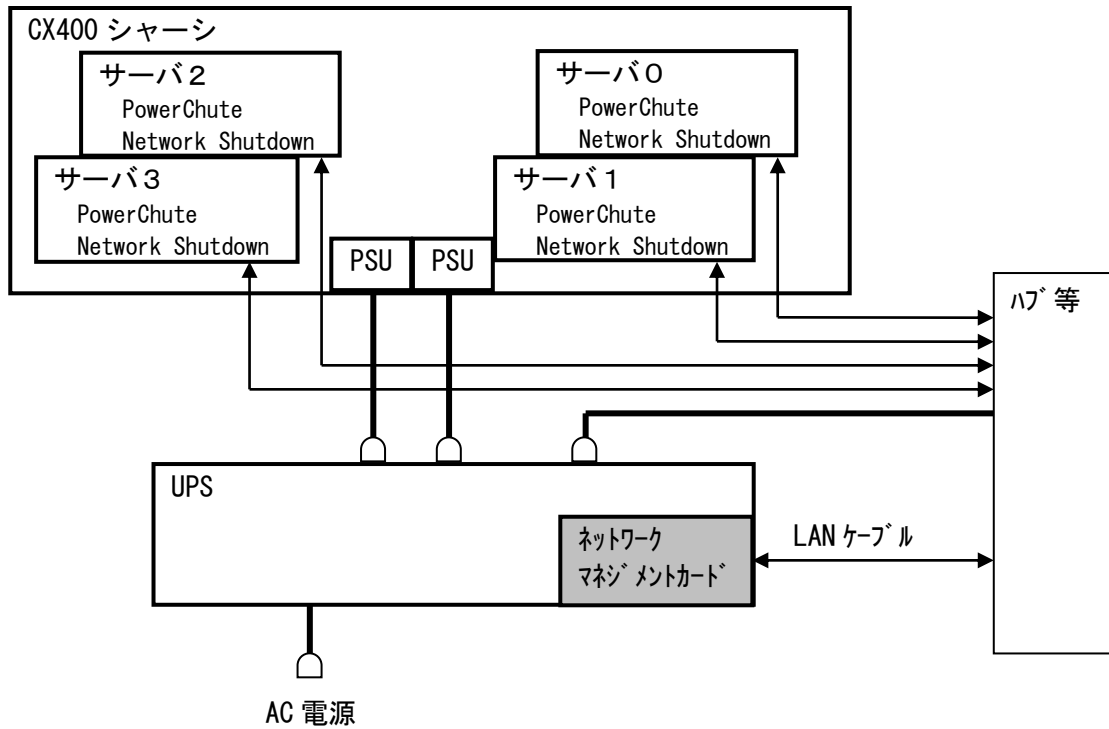 CX400 シャーシ
サーバ２
PowerChute
Network Shutdown
サーバ０
PowerChute
Network Shutdown
サーバ３
PowerChute
Network Shutdown
サーバ１
PowerChute
Network Shutdown
PSU
PSU
ﾊﾌﾞ等
UPS
ﾈｯﾄﾜｰｸ
ﾏﾈｼﾞﾒﾝﾄｶｰﾄﾞ
LAN ｹｰﾌﾞﾙ
AC 電源